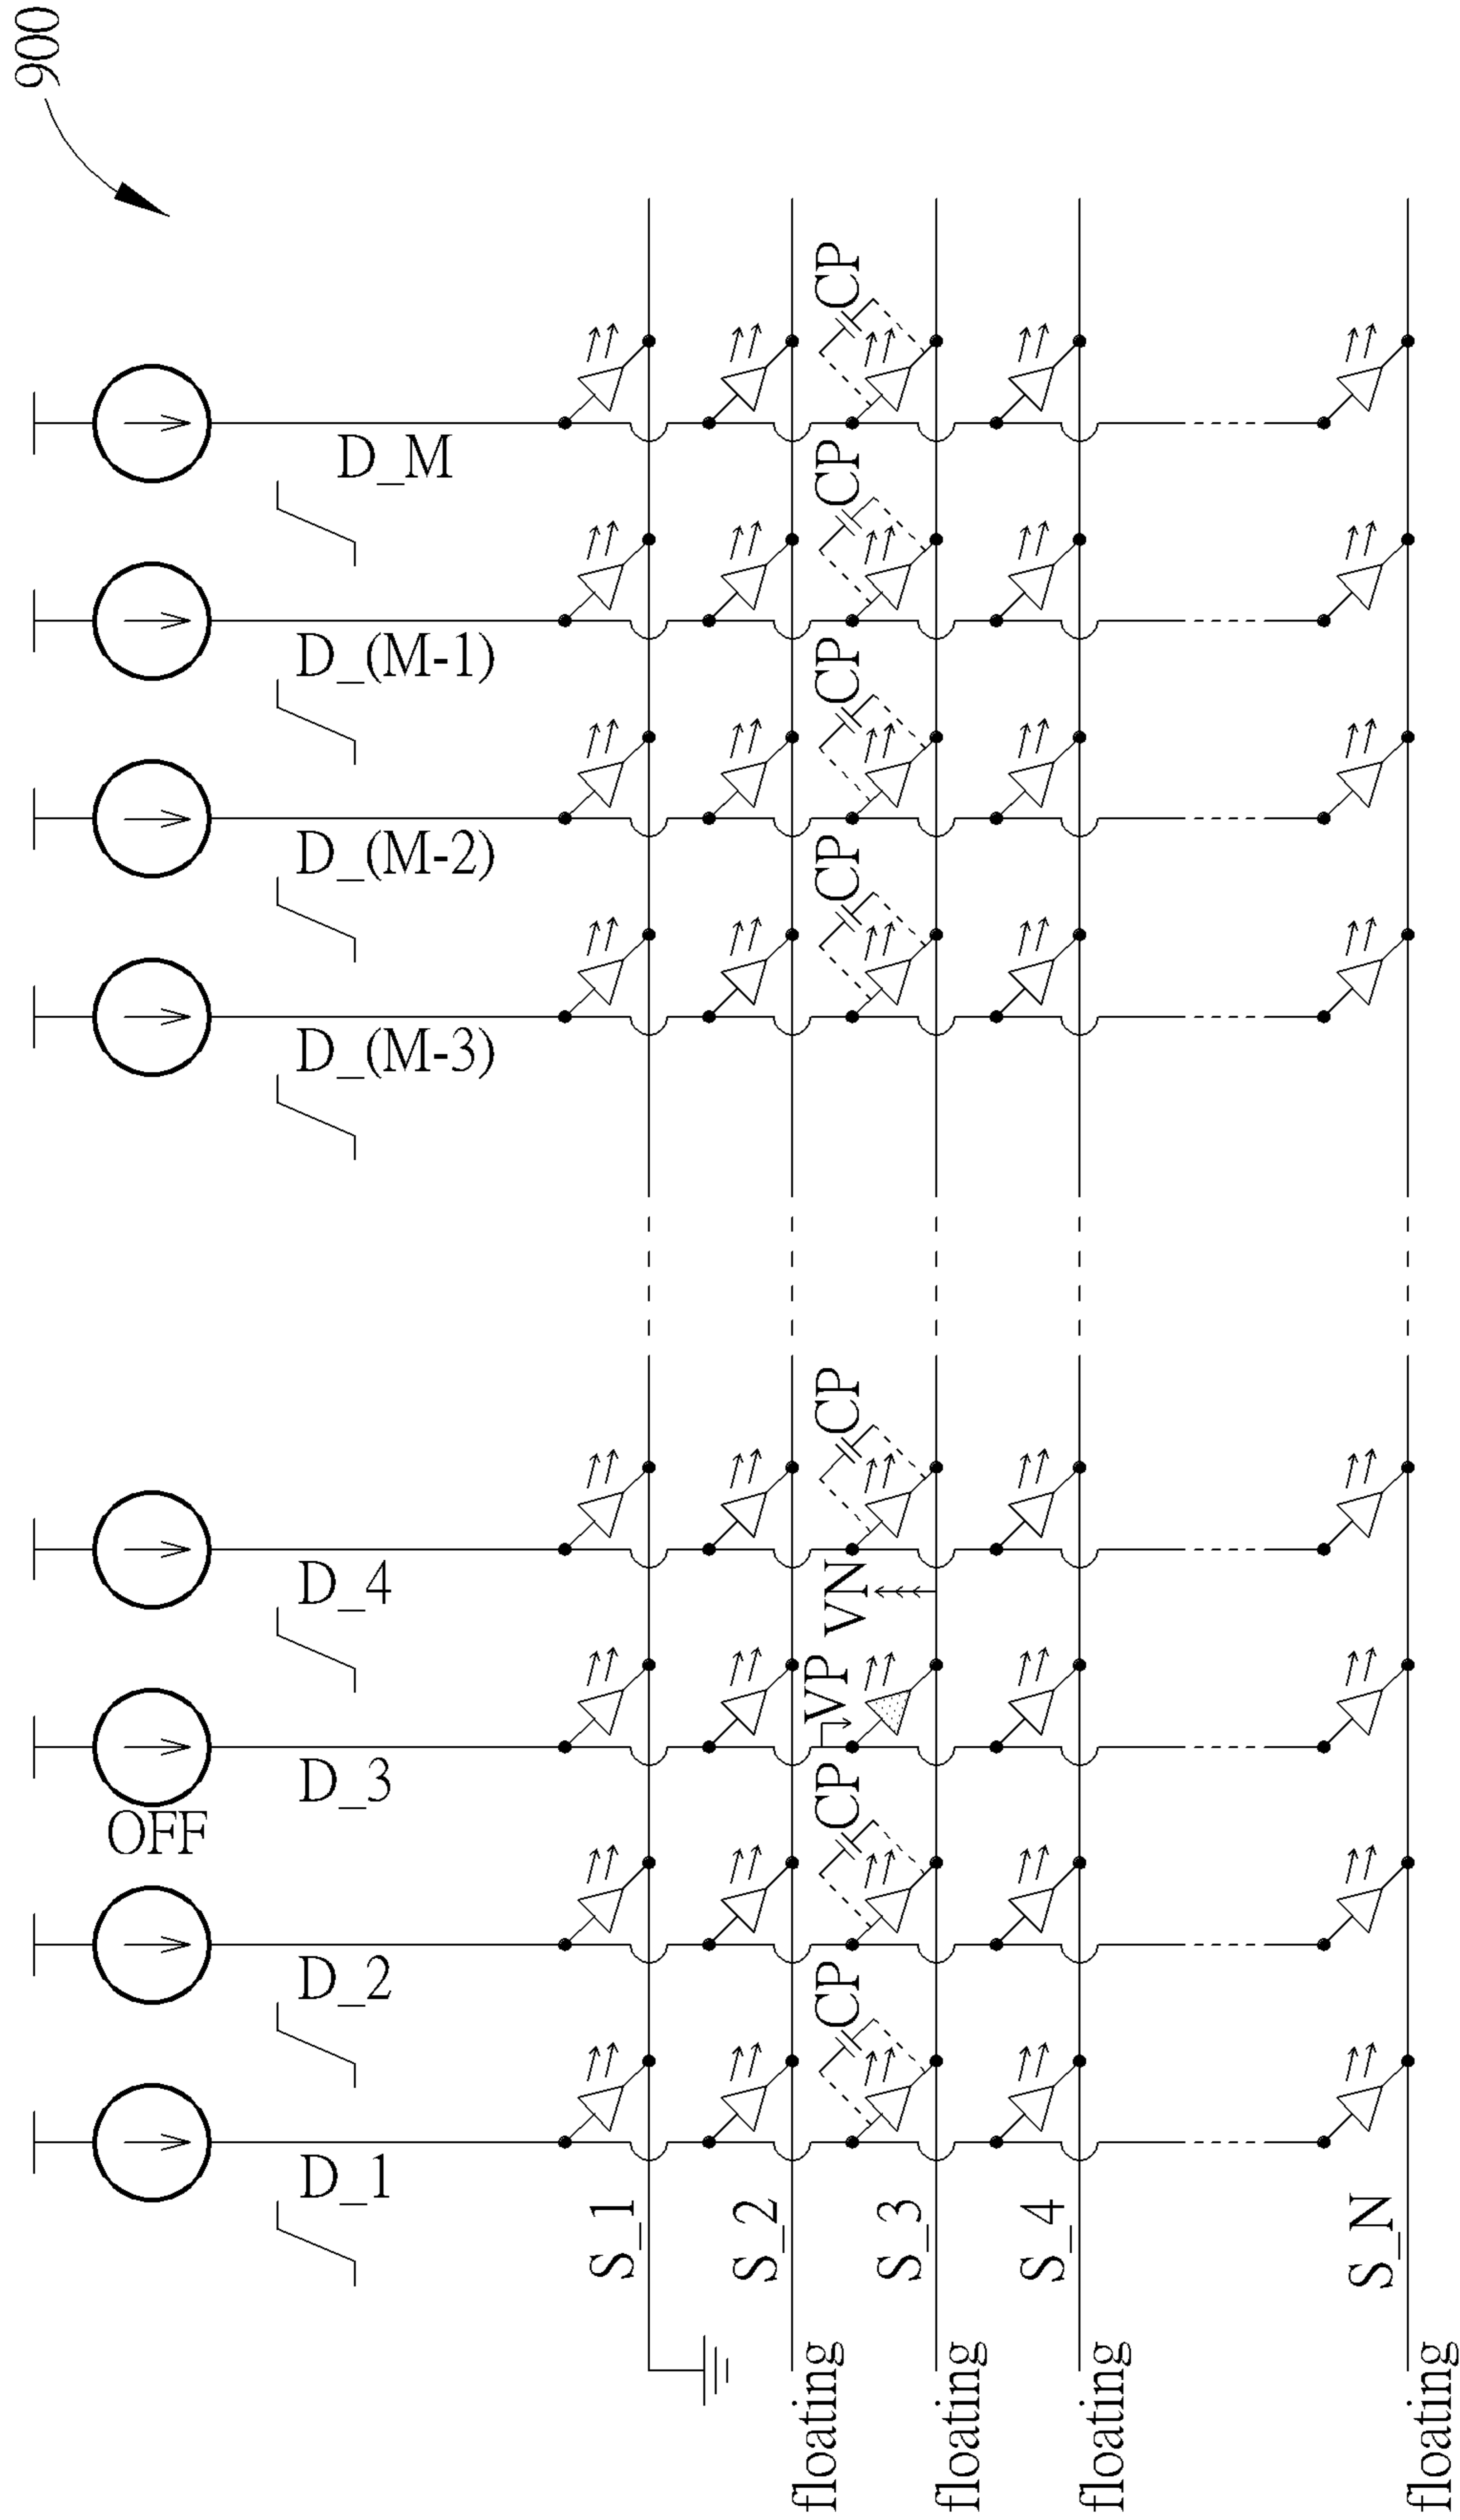 900
D_M
D_(M-1)
D_(M-2)
D_(M-3)
D_4
D_3
OFF
D_2
D_1
CP
CP
CP
CP
CP
VN
VP
CP
CP
S_1
S_2
S_3
S_4
S_N
floating
floating
floating
floating